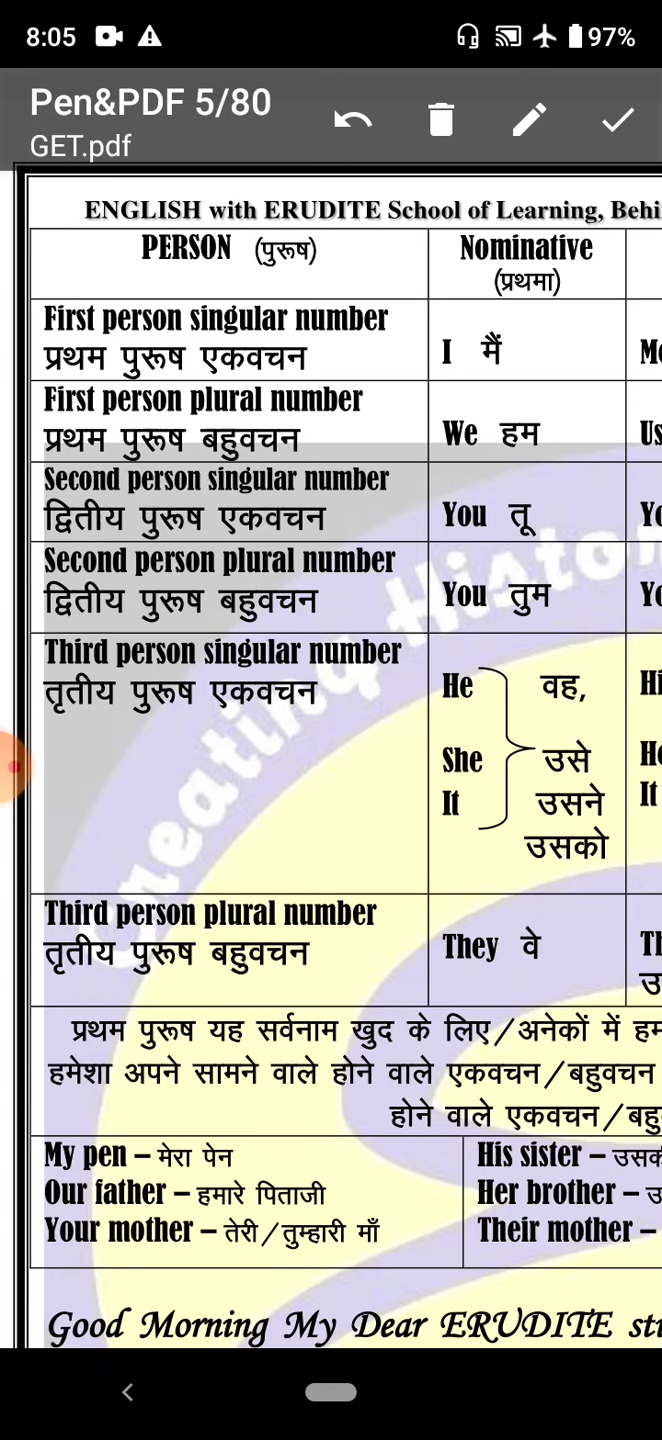 8:05 97%
Pen&PDF 5/80
GET.pdf
ENGLISH with ERUDITE School of Learning,
PERSON (पुरूष) Nominative
(प्रथमा)
First person singular number
प्रथम पुरूष एकवचन I मैं
First person plural number
प्रथम पुरूष बहुवचन We हम
Second person singular number
द्वितीय पुरूष एकवचन You तू
Second person plural number
द्वितीय पुरूष बहुवचन You तुम
Third person singular number
तृतीय पुरूष एकवचन He वह,
She उसे
It उसने It
उसको
Third person plural number
तृतीय पुरूष बहुवचन They वे
प्रथम पुरूष यह सर्वनाम खुद के लिए/अनेकों में
हमेशा अपने सामने वाले होने वाले एकवचन/बहुवचन
होने वाले एकवचन/
My pen – मेरा पेन His sister –
Our father – हमारे पिताजी Her brother –
Your mother – तेरी/तुम्हारी माँ Their mother –
Good Morning My Dear ERUDITE
Creating